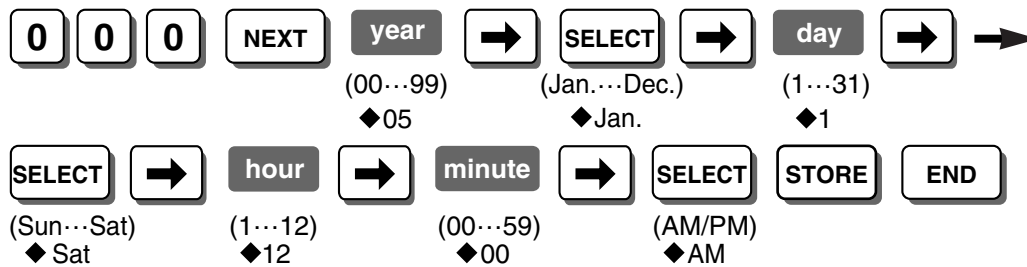 0 0 0 NEXT year ➡ SELECT ➡ day ➡ ➞
(00···99) (Jan.···Dec.) (1···31)
◆05 ◆Jan. ◆1
SELECT ➡ hour ➡ minute ➡ SELECT STORE END
(Sun···Sat) (1···12) (00···59) (AM/PM)
◆ Sat ◆12 ◆00 ◆AM